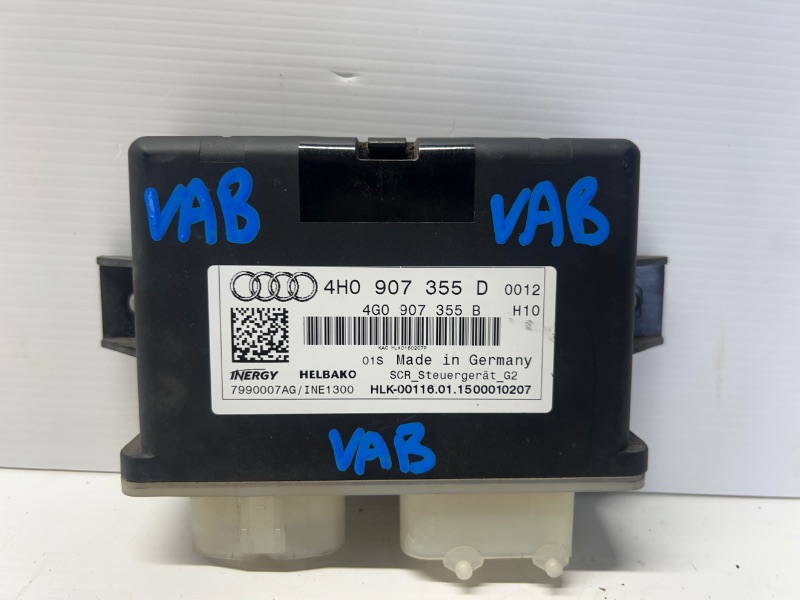 VAB VAB
4H0 907 355 D 0012
4G0 907 355 B H10
01S Made in Germany
INERGY HELBAKO SCR_Steuergerät_G2
7990007AG/INE1300 HLK-00116.01.1500010207
VAB